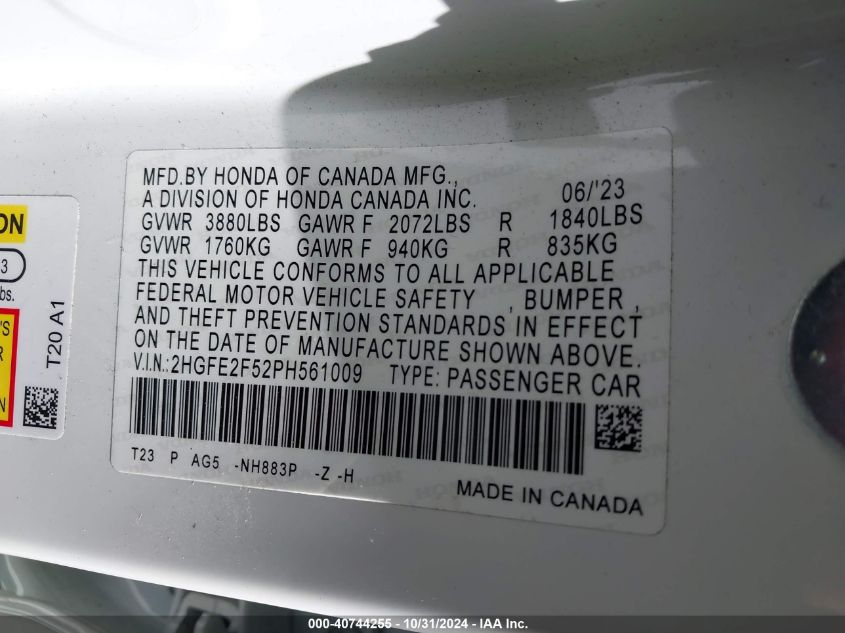 MFD.BY HONDA OF CANADA MFG.,
A DIVISION OF HONDA CANADA INC. 06/'23
GVWR 3880LBS GAWR F 2072LBS R 1840LBS
GVWR 1760KG GAWR F 940KG R 835KG
THIS VEHICLE CONFORMS TO ALL APPLICABLE
FEDERAL MOTOR VEHICLE SAFETY , BUMPER ,
AND THEFT PREVENTION STANDARDS IN EFFECT
ON THE DATE OF MANUFACTURE SHOWN ABOVE.
V.I.N.:2HGFE2F52PH561009 TYPE: PASSENGER CAR
T23 P AG5 -NH883P -Z -H
MADE IN CANADA
ON
3
bs.
'S
R
N
T20 A1
000-40744255 - 10/31/2024 - IAA Inc.